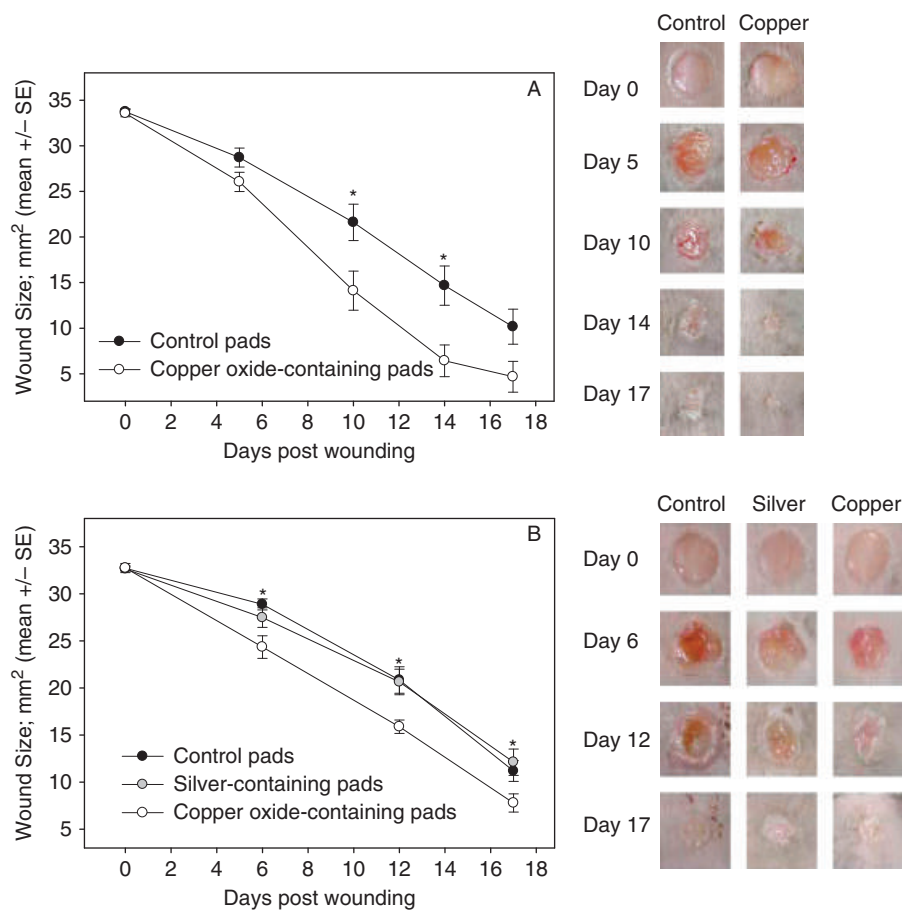 Control Copper
A
Day 0
35
30
*
Day 5
25
20
*
Day 10
15
10
Day 14
Control pads
Copper oxide-containing pads
5
Day 17
Wound Size; mm² (mean +/– SE)
0 2 4 6 8 10 12 14 16 18
Days post wounding
Control Silver Copper
B
Day 0
35
30
*
Day 6
25
*
20
Day 12
15
*
Control pads
10
Silver-containing pads
Day 17
Copper oxide-containing pads
5
Wound Size; mm² (mean +/– SE)
0 2 4 6 8 10 12 14 16 18
Days post wounding